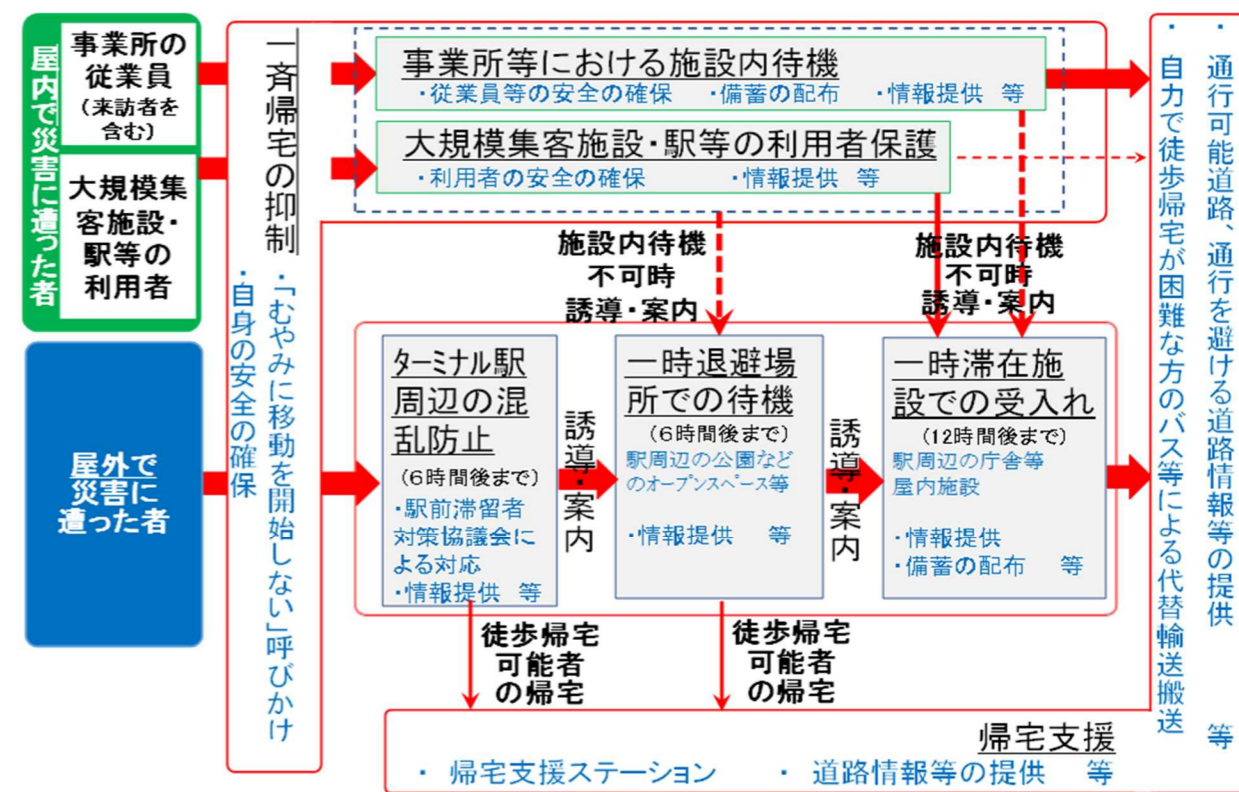 屋内で災害に遭った者
事業所の
従業員
(来訪者を
含む)
大規模集
客施設・
駅等の
利用者
屋外で
災害に
遭った者
一斉帰宅の抑制
・「むやみに移動を開始しない」呼びかけ
・自身の安全の確保
事業所等における施設内待機
・従業員等の安全の確保 ・備蓄の配布 ・情報提供 等
大規模集客施設・駅等の利用者保護
・利用者の安全の確保 ・情報提供 等
施設内待機
不可時
誘導・案内
施設内待機
不可時
誘導・案内
ターミナル駅
周辺の混
乱防止
(6時間後まで)
・駅前滞留者
対策協議会に
よる対応
・情報提供 等
誘導・案内
一時退避場
所での待機
(6時間後まで)
駅周辺の公園など
のオープンスペース等
・情報提供 等
誘導・案内
一時滞在施
設での受入れ
(12時間後まで)
駅周辺の庁舎等
屋内施設
・情報提供
・備蓄の配布 等
徒歩帰宅
可能者
の帰宅
徒歩帰宅
可能者
の帰宅
帰宅支援
・ 帰宅支援ステーション ・ 道路情報等の提供 等
・通行可能道路、通行を避ける道路情報等の提供 等
・自力で徒歩帰宅が困難な方のバス等による代替輸送搬送